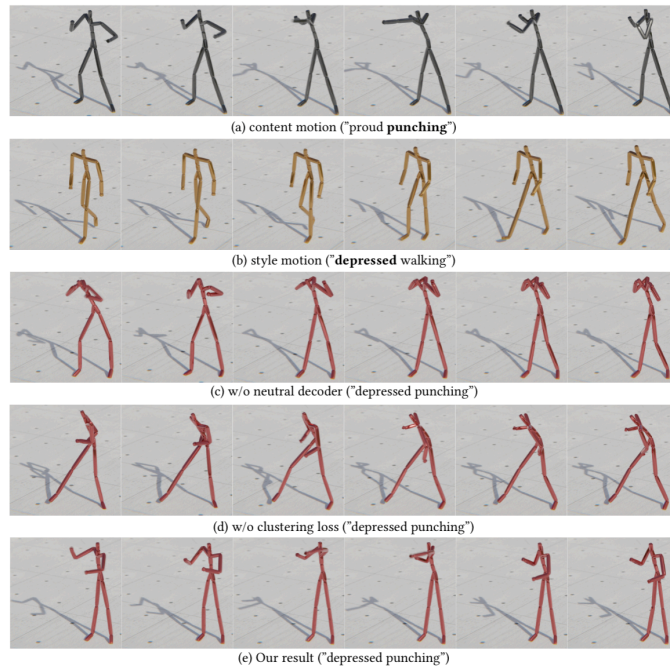 (a) content motion ("proud punching")
(b) style motion ("depressed walking")
(c) w/o neutral decoder ("depressed punching")
(d) w/o clustering loss ("depressed punching")
(e) Our result ("depressed punching")